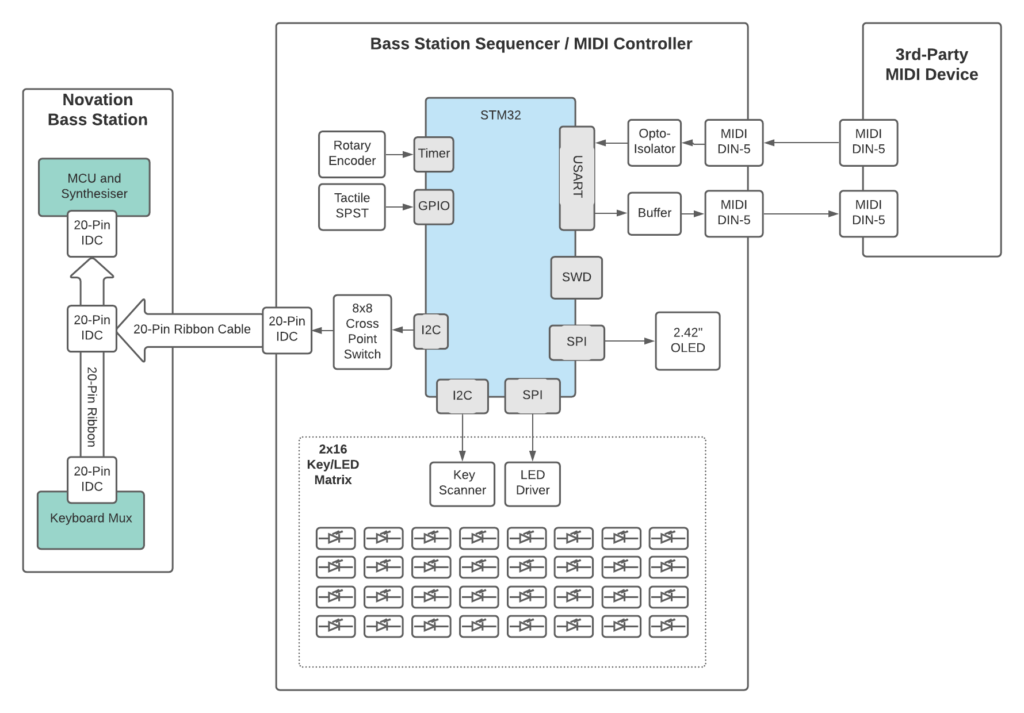 Bass Station Sequencer / MIDI Controller
3rd-Party
MIDI Device
Novation
Bass Station
STM32
MCU and
Synthesiser
20-Pin
IDC
20-Pin
IDC
20-Pin Ribbon
20-Pin
IDC
Keyboard Mux
20-Pin Ribbon Cable
20-Pin
IDC
8x8
Cross
Point
Switch
I2C
Rotary
Encoder
Timer
Tactile
SPST
GPIO
USART
Opto-
Isolator
MIDI
DIN-5
MIDI
DIN-5
Buffer
MIDI
DIN-5
MIDI
DIN-5
SWD
SPI
2.42"
OLED
I2C
SPI
2x16
Key/LED
Matrix
Key
Scanner
LED
Driver